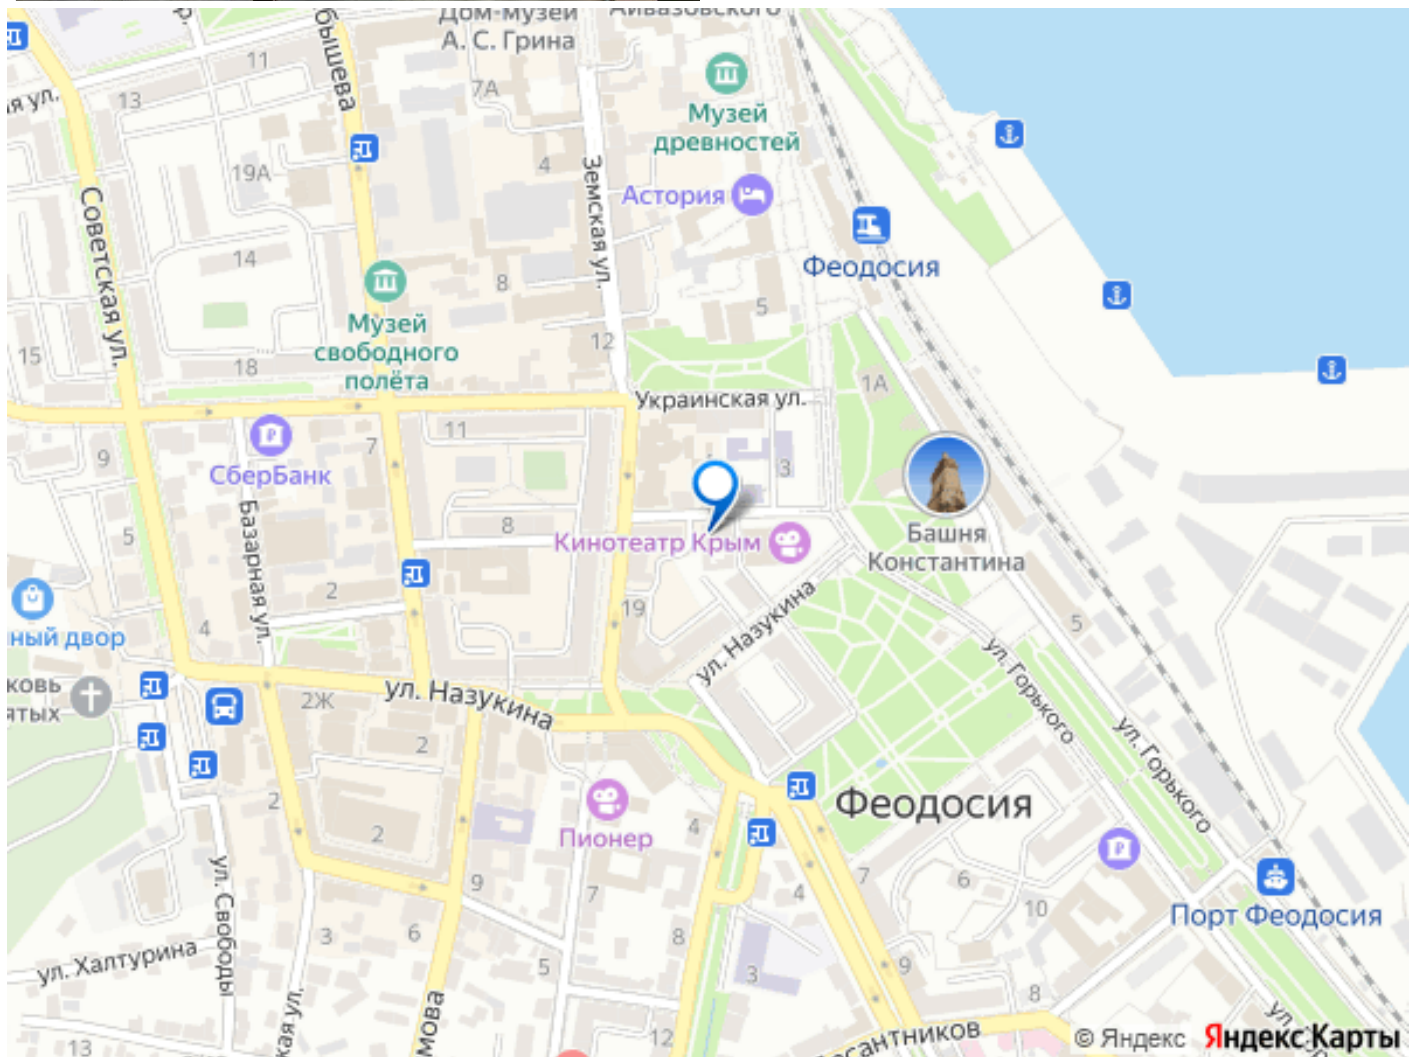 Дом-музей
А. С. Грина
Айвазовского
11
7А
13
Музей
древностей
19А
4
Земская ул.
Астория
Советская ул.
14
8
Феодосия
5
Музей
свободного
полёта
12
15
18
1А
Украинская ул.
11
7
9
СберБанк
3
Базарная ул.
5
8
Кинотеатр Крым
Башня
Константина
2
19
4
ул. Назукина
5
ный двор
ул. Горького
ковь
ятых
2Ж
ул. Назукина
2
ул. Горького
2
Феодосия
2
Пионер
4
9
7
4
7
6
10
Порт Феодосия
ул. Свободы
3
6
8
ул. Халтурина
5
3
9
8
13
12
© Яндекс Яндекс Карты